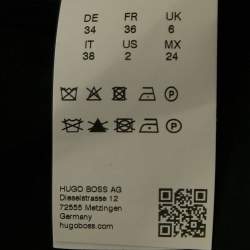 DE FR UK
34 36 6
IT US MX
38 2 24
P
P
HUGO BOSS AG
Dieselstrasse 12
72555 Metzingen
Germany
hugoboss.com